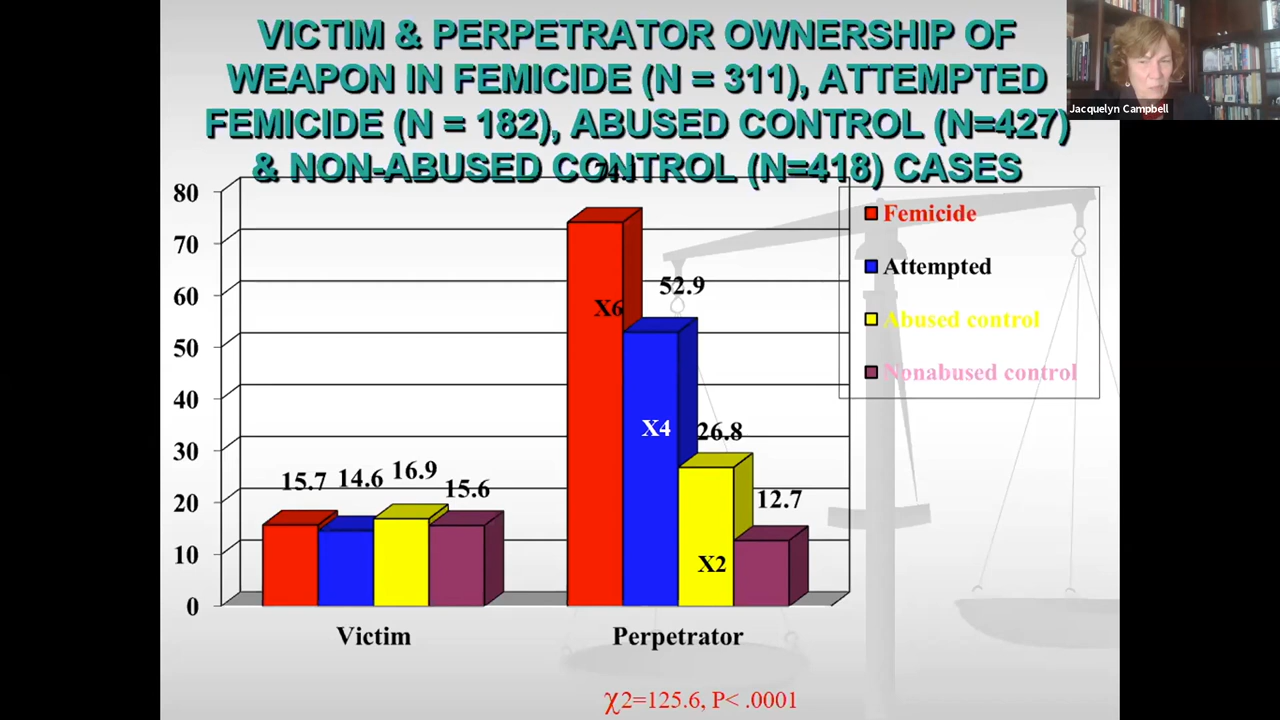 VICTIM & PERPETRATOR OWNERSHIP OF
WEAPON IN FEMICIDE (N = 311), ATTEMPTED
FEMICIDE (N = 182), ABUSED CONTROL (N=427)
& NON-ABUSED CONTROL (N=418) CASES
Jacquelyn Campbell
80
70
60
50
40
30
20
10
0
15.7
14.6
16.9
15.6
X6
52.9
X4
26.8
X2
12.7
Victim
Perpetrator
Femicide
Attempted
Abused control
Nonabused control
χ2=125.6, P< .0001